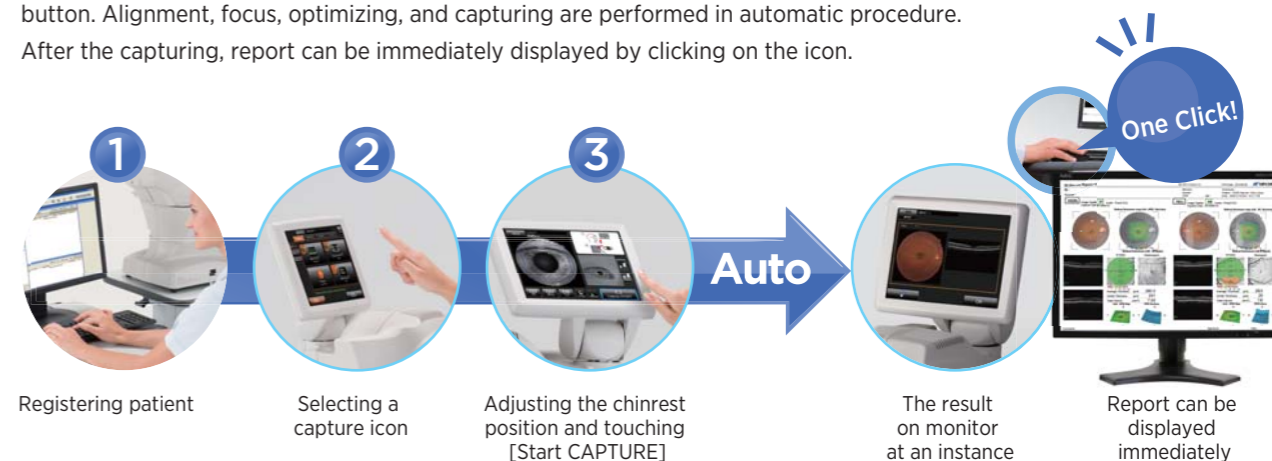 button. Alignment, focus, optimizing, and capturing are performed in automatic procedure.
After the capturing, report can be immediately displayed by clicking on the icon.
One Click!
1
2
3
Auto
Registering patient
Selecting a
capture icon
Adjusting the chinrest
position and touching
[Start CAPTURE]
The result
on monitor
at an instance
Report can be
displayed
immediately